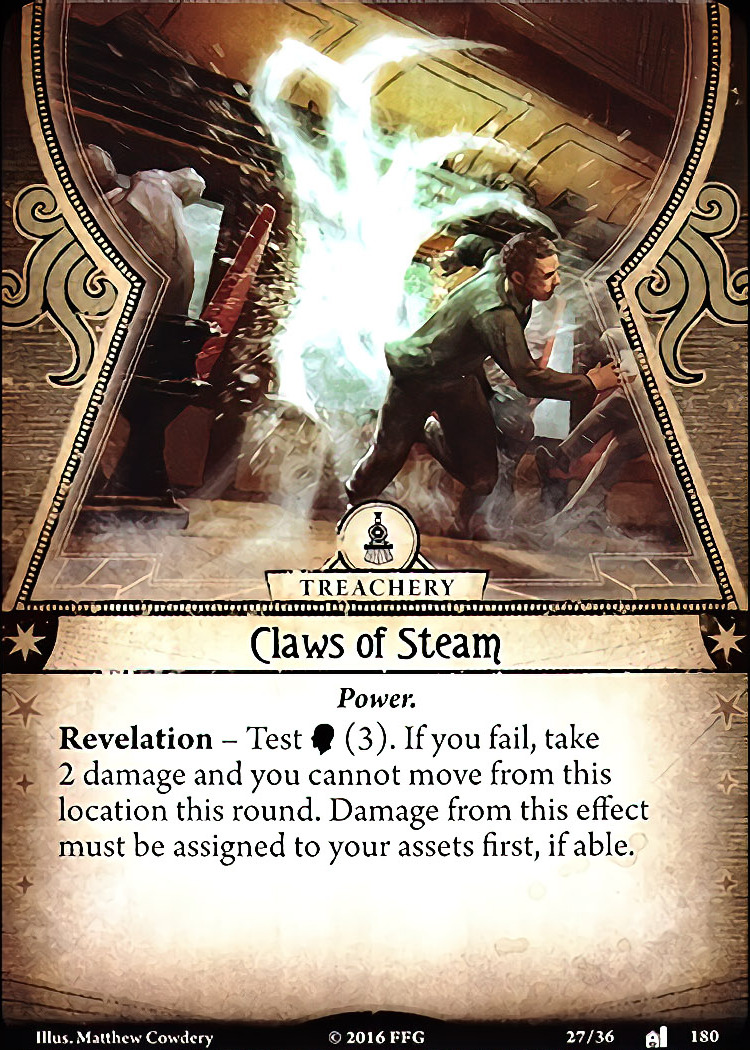 TREACHERY
Claws of Steam
Power.
Revelation – Test (3). If you fail, take
2 damage and you cannot move from this
location this round. Damage from this effect
must be assigned to your assets first, if able.
Illus. Matthew Cowdery © 2016 FFG 27/36 180